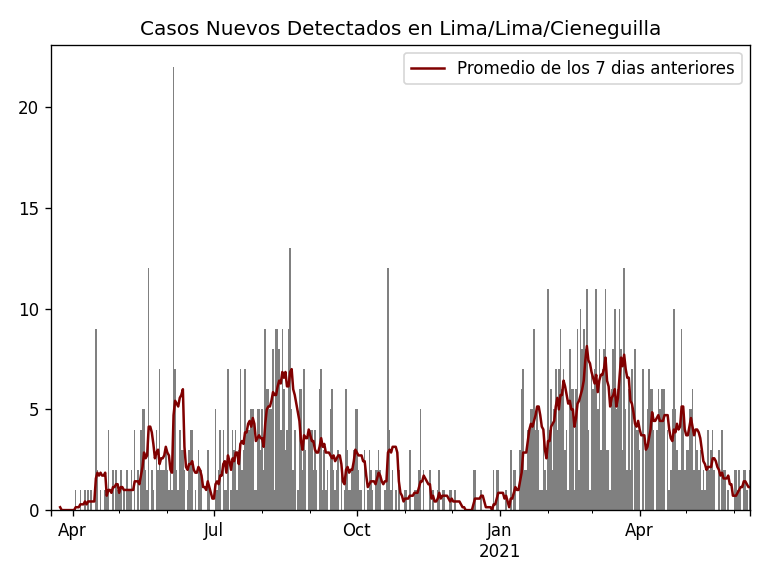 Casos Nuevos Detectados en Lima/Lima/Cieneguilla
Promedio de los 7 dias anteriores
20
15
10
5
0
Apr Jul Oct Jan Apr
2021